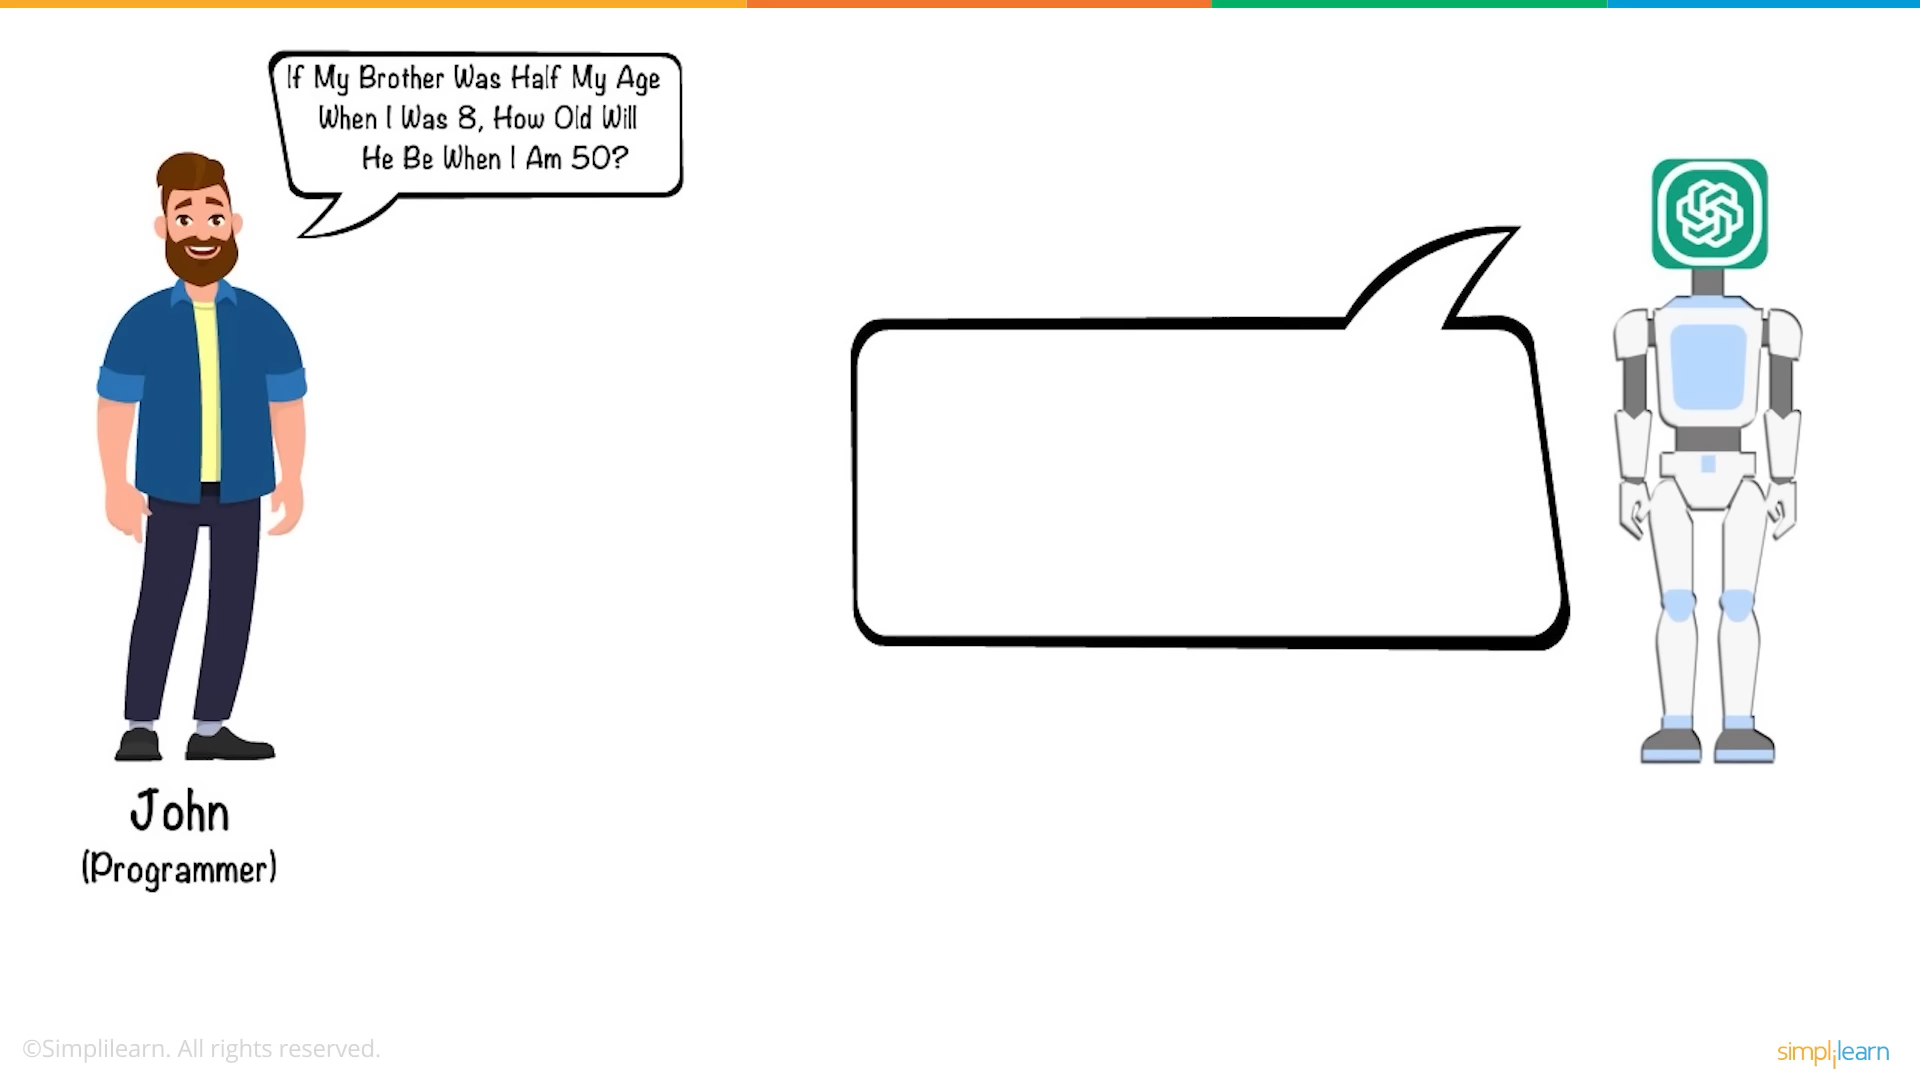 If My Brother Was Half My Age
When I Was 8, How Old Will
He Be When I Am 50?
John
(Programmer)
©Simplilearn. All rights reserved.
simplilearn